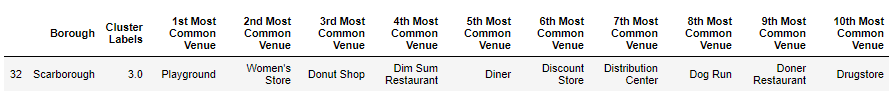 Borough Cluster Labels 1st Most Common Venue 2nd Most Common Venue 3rd Most Common Venue 4th Most Common Venue 5th Most Common Venue 6th Most Common Venue 7th Most Common Venue 8th Most Common Venue 9th Most Common Venue 10th Most Common Venue
32 Scarborough 3.0 Playground Women's Store Donut Shop Dim Sum Restaurant Diner Discount Store Distribution Center Dog Run Doner Restaurant Drugstore